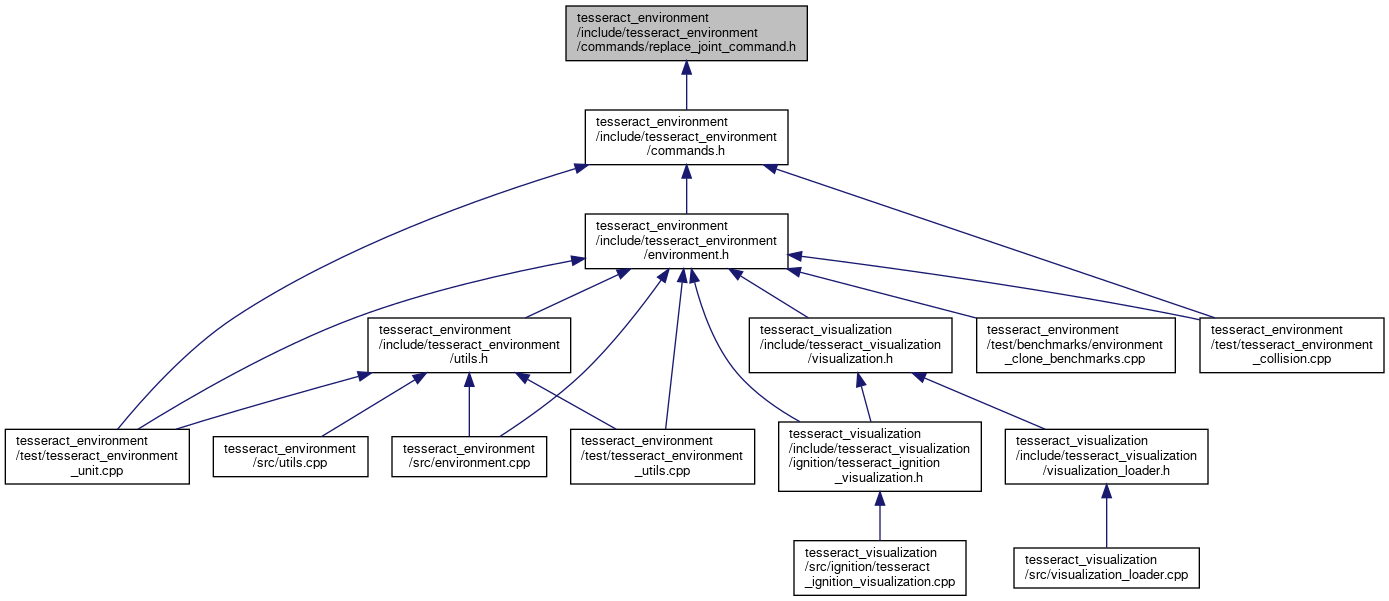 tesseract_environment
/include/tesseract_environment
/commands/replace_joint_command.h
tesseract_environment
/include/tesseract_environment
/commands.h
tesseract_environment
/include/tesseract_environment
/environment.h
tesseract_environment
/include/tesseract_environment
/utils.h
tesseract_visualization
/include/tesseract_visualization
/visualization.h
tesseract_environment
/test/benchmarks/environment
_clone_benchmarks.cpp
tesseract_environment
/test/tesseract_environment
_collision.cpp
tesseract_environment
/test/tesseract_environment
_unit.cpp
tesseract_environment
/src/utils.cpp
tesseract_environment
/src/environment.cpp
tesseract_environment
/test/tesseract_environment
_utils.cpp
tesseract_visualization
/include/tesseract_visualization
/ignition/tesseract_ignition
_visualization.h
tesseract_visualization
/include/tesseract_visualization
/visualization_loader.h
tesseract_visualization
/src/ignition/tesseract
_ignition_visualization.cpp
tesseract_visualization
/src/visualization_loader.cpp